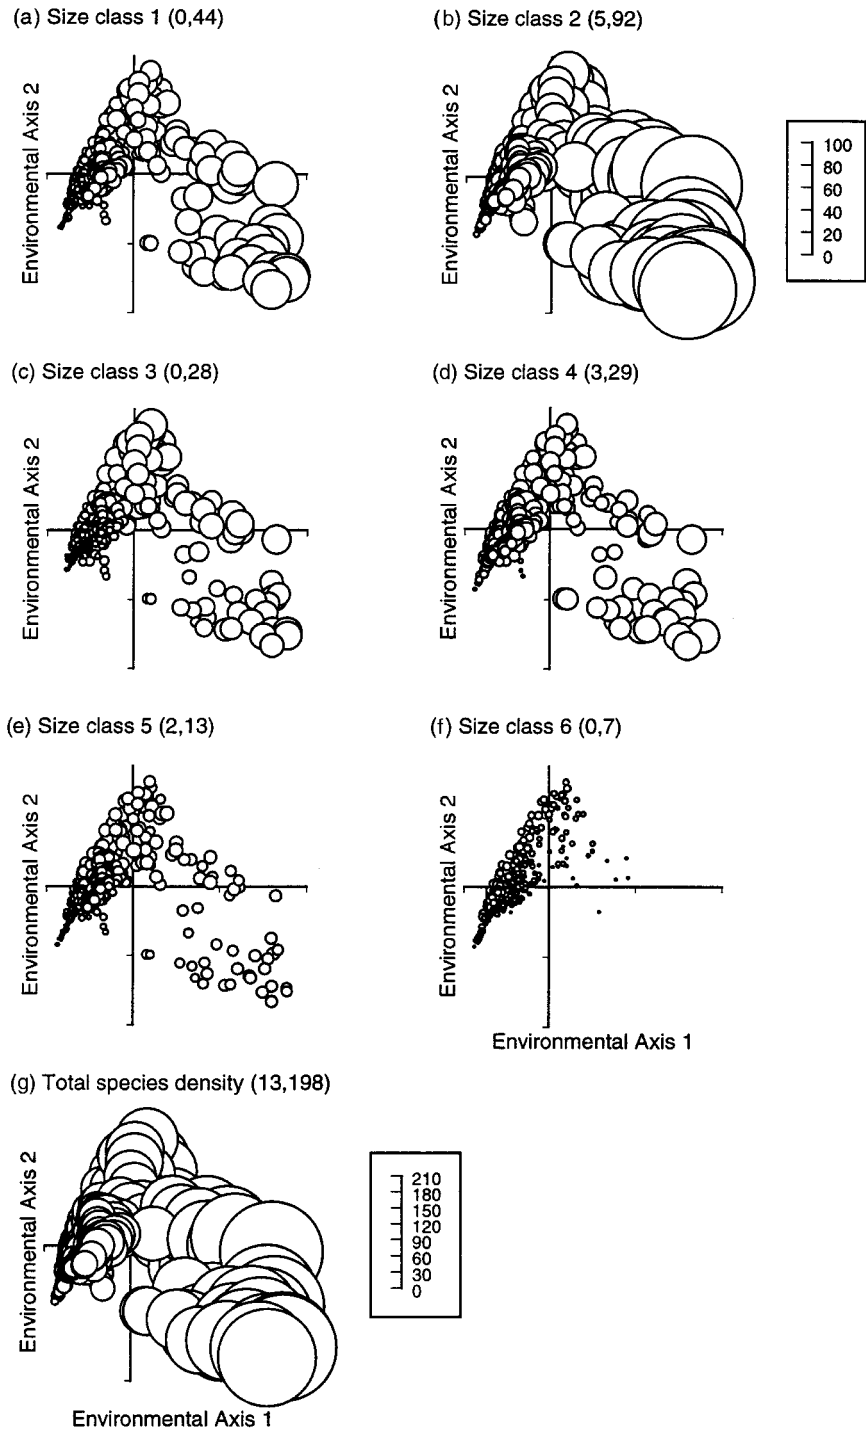 (a) Size class 1 (0,44)
(b) Size class 2 (5,92)
Environmental Axis 2
Environmental Axis 2
100
80
60
40
20
0
(c) Size class 3 (0,28)
(d) Size class 4 (3,29)
Environmental Axis 2
Environmental Axis 2
(e) Size class 5 (2,13)
(f) Size class 6 (0,7)
Environmental Axis 2
Environmental Axis 2
Environmental Axis 1
(g) Total species density (13,198)
Environmental Axis 2
210
180
150
120
90
60
30
0
Environmental Axis 1